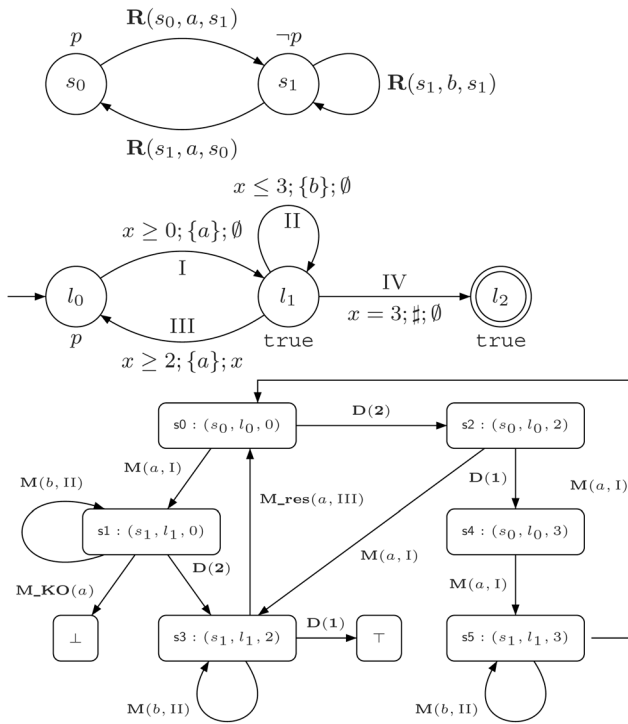 R(s₀, a, s₁)
p
¬p
s₀
s₁
R(s₁, b, s₁)
R(s₁, a, s₀)
x ≤ 3; {b}; ∅
x ≥ 0; {a}; ∅
II
I
IV
l₀
l₁
l₂
III
x = 3; ♯; ∅
p
true
true
x ≥ 2; {a}; x
s0 : (s₀, l₀, 0)
D(2)
s2 : (s₀, l₀, 2)
M(a, I)
D(1)
M(b, II)
M_res(a, III)
M(a, I)
s1 : (s₁, l₁, 0)
s4 : (s₀, l₀, 3)
M(a, I)
D(2)
M(a, I)
M_KO(a)
⊥
s3 : (s₁, l₁, 2)
D(1)
⊤
s5 : (s₁, l₁, 3)
M(b, II)
M(b, II)